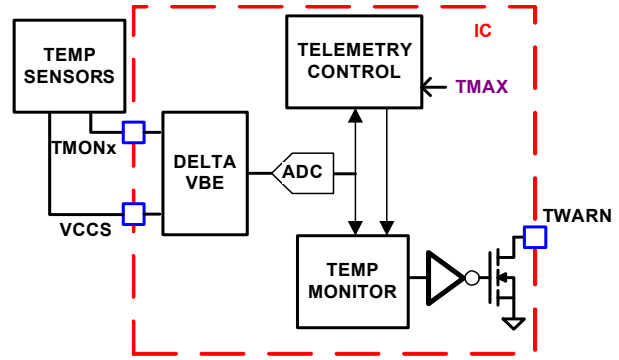 IC
TEMP
SENSORS
TELEMETRY
CONTROL
TMAX
TMONx
DELTA
VBE
ADC
VCCS
TWARN
TEMP
MONITOR